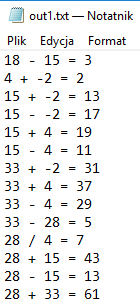 out1.txt — Notatnik
Plik Edycja Format
18 - 15 = 3
4 + -2 = 2
15 + -2 = 13
15 - -2 = 17
15 + 4 = 19
15 - 4 = 11
33 + -2 = 31
33 + 4 = 37
33 - 4 = 29
33 - 28 = 5
28 / 4 = 7
28 + 15 = 43
28 - 15 = 13
28 + 33 = 61